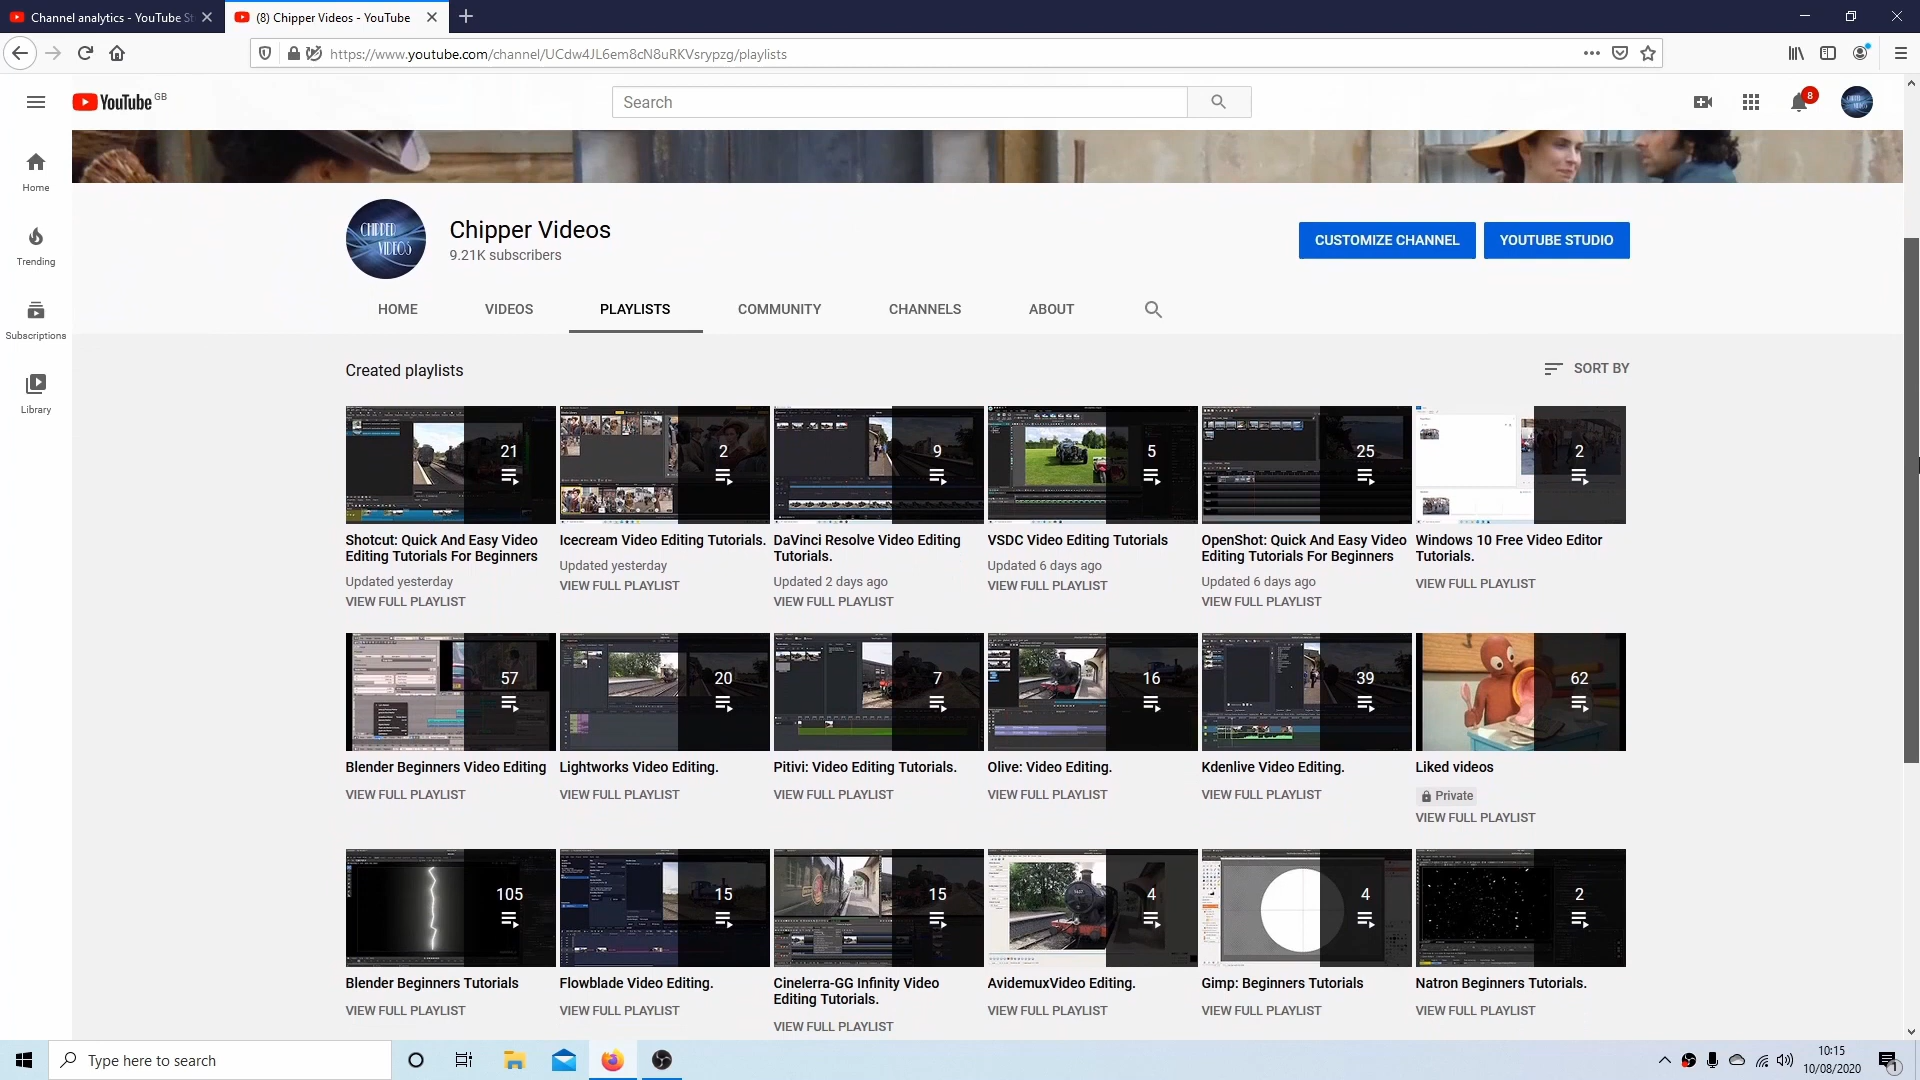 Channel analytics - YouTube St
(8) Chipper Videos - YouTube
https://www.youtube.com/channel/UCdw4JL6em8cN8uRKVsrypzg/playlists
YouTube GB
Search
8
Home
Trending
Subscriptions
Library
CHIPPER
VIDEOS
Chipper Videos
9.21K subscribers
CUSTOMIZE CHANNEL
YOUTUBE STUDIO
HOME
VIDEOS
PLAYLISTS
COMMUNITY
CHANNELS
ABOUT
Created playlists
SORT BY
21
2
9
5
25
2
Shotcut: Quick And Easy Video
Editing Tutorials For Beginners
Updated yesterday
VIEW FULL PLAYLIST
Icecream Video Editing Tutorials.
Updated yesterday
VIEW FULL PLAYLIST
DaVinci Resolve Video Editing
Tutorials.
Updated 2 days ago
VIEW FULL PLAYLIST
VSDC Video Editing Tutorials
Updated 6 days ago
VIEW FULL PLAYLIST
OpenShot: Quick And Easy Video
Editing Tutorials For Beginners
Updated 6 days ago
VIEW FULL PLAYLIST
Windows 10 Free Video Editor
Tutorials.
VIEW FULL PLAYLIST
57
20
7
16
39
62
Blender Beginners Video Editing
VIEW FULL PLAYLIST
Lightworks Video Editing.
VIEW FULL PLAYLIST
Pitivi: Video Editing Tutorials.
VIEW FULL PLAYLIST
Olive: Video Editing.
VIEW FULL PLAYLIST
Kdenlive Video Editing.
VIEW FULL PLAYLIST
Liked videos
Private
VIEW FULL PLAYLIST
105
15
15
4
4
2
Blender Beginners Tutorials
VIEW FULL PLAYLIST
Flowblade Video Editing.
VIEW FULL PLAYLIST
Cinelerra-GG Infinity Video
Editing Tutorials.
VIEW FULL PLAYLIST
AvidemuxVideo Editing.
VIEW FULL PLAYLIST
Gimp: Beginners Tutorials
VIEW FULL PLAYLIST
Natron Beginners Tutorials.
VIEW FULL PLAYLIST
Type here to search
10:15
10/08/2020
1